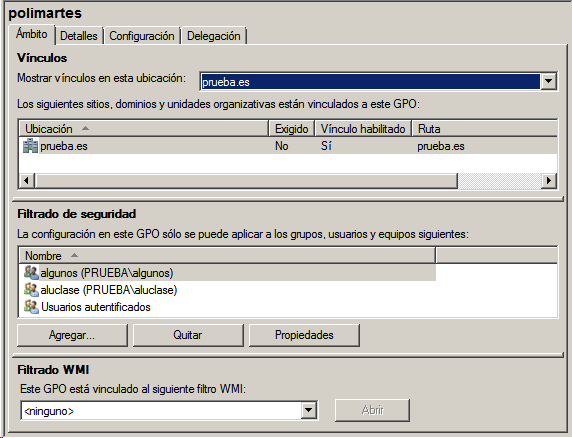 polimartes
Ámbito Detalles Configuración Delegación
Vínculos
Mostrar vínculos en esta ubicación: prueba.es
Los siguientes sitios, dominios y unidades organizativas están vinculados a este GPO:
Ubicación Exigido Vínculo habilitado Ruta
prueba.es No Sí prueba.es
Filtrado de seguridad
La configuración en este GPO sólo se puede aplicar a los grupos, usuarios y equipos siguientes:
Nombre
algunos (PRUEBA\algunos)
aluclase (PRUEBA\aluclase)
Usuarios autentificados
Agregar... Quitar Propiedades
Filtrado WMI
Este GPO está vinculado al siguiente filtro WMI:
<ninguno> Abrir